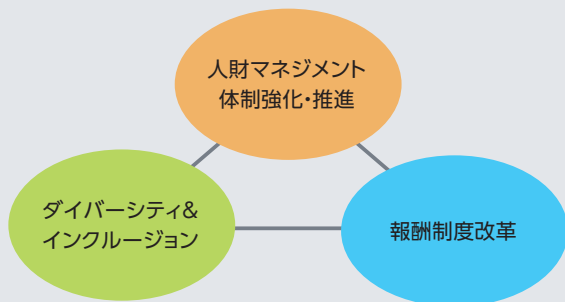 人財マネジメント
体制強化・推進
ダイバーシティ&
インクルージョン
報酬制度改革